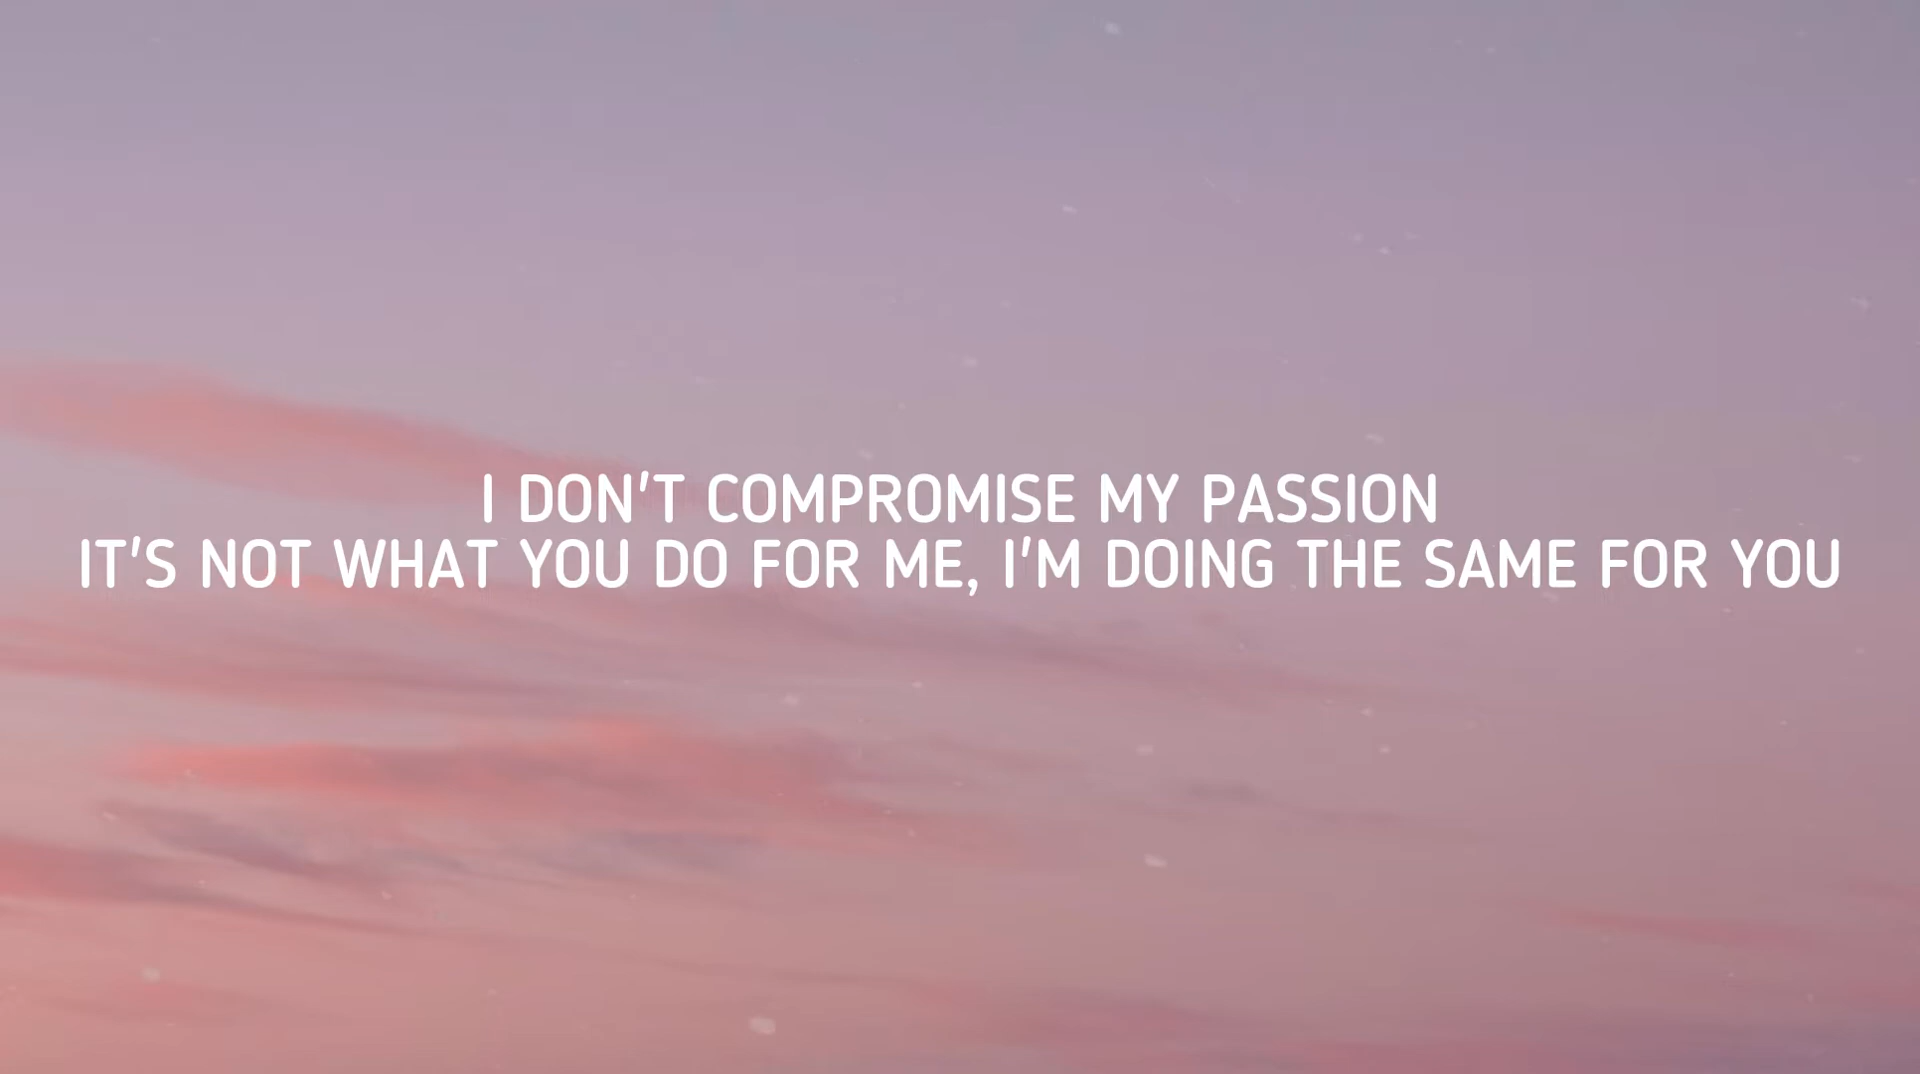 I DON'T COMPROMISE MY PASSION
IT'S NOT WHAT YOU DO FOR ME, I'M DOING THE SAME FOR YOU